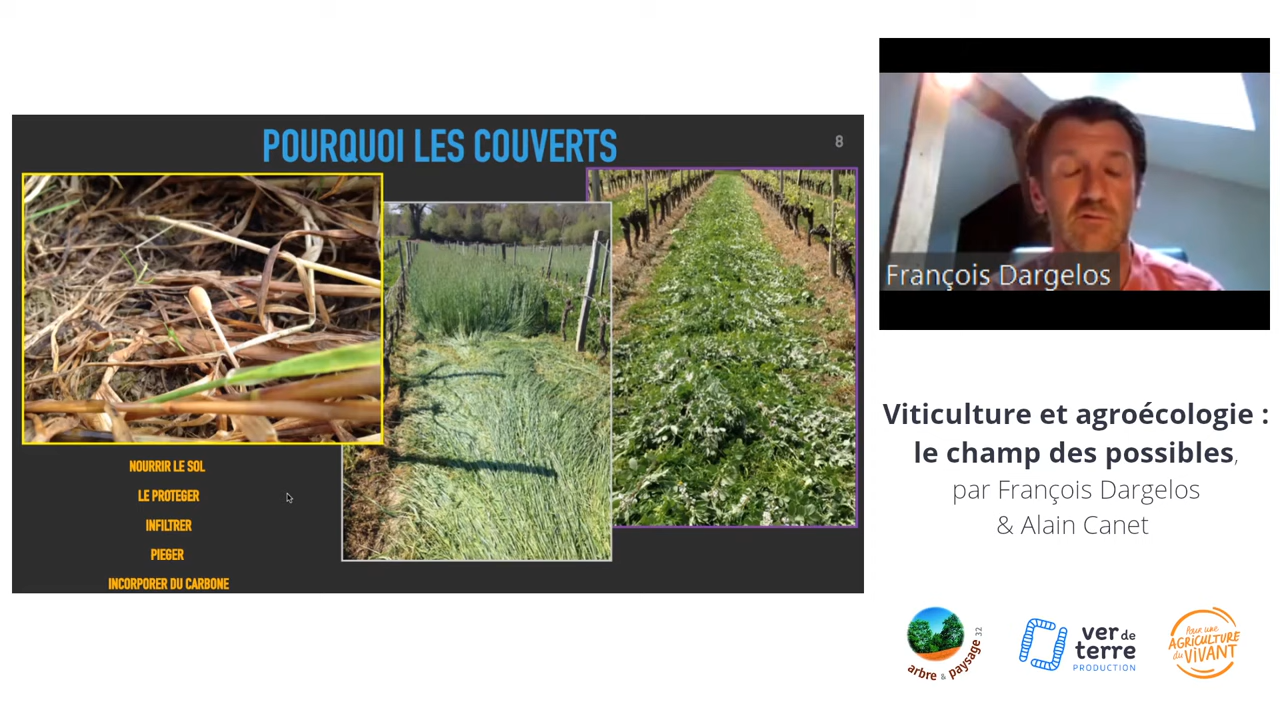 POURQUOI LES COUVERTS
8
NOURRIR LE SOL
LE PROTEGER
INFILTRER
PIEGER
INCORPORER DU CARBONE
François Dargelos
Viticulture et agroécologie :
le champ des possibles,
par François Dargelos
& Alain Canet
arbre & paysage 32
ver de
terre
PRODUCTION
Pour une
AGRICULTURE
du ViVANT